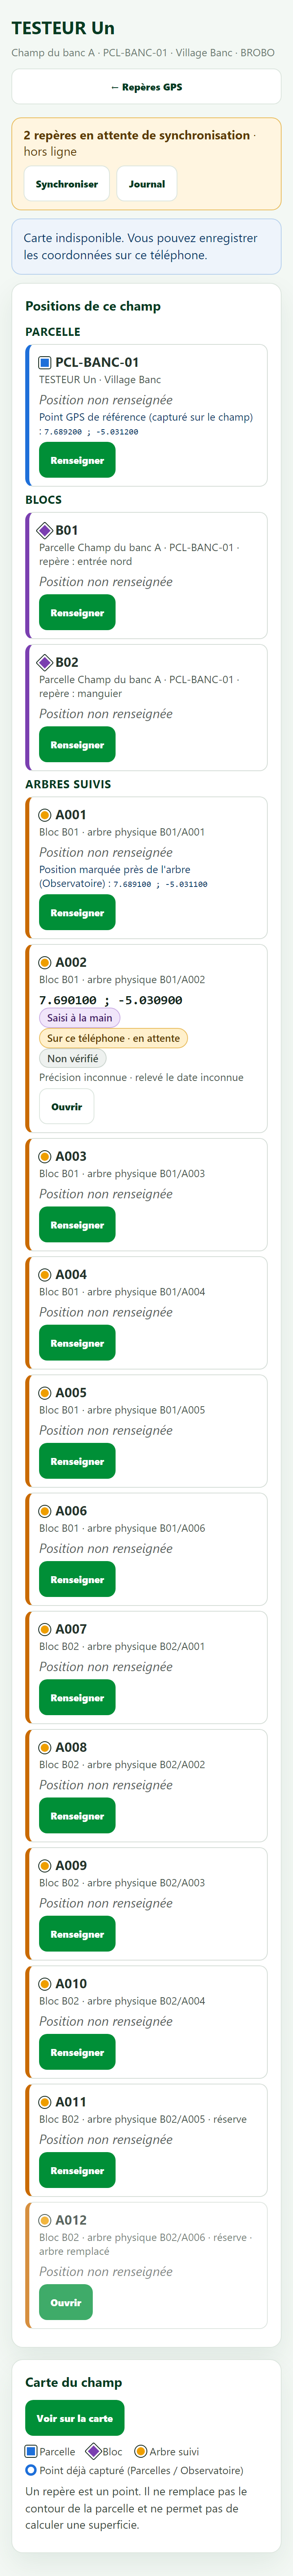 TESTEUR Un
Champ du banc A · PCL-BANC-01 · Village Banc · BROBO
← Repères GPS
2 repères en attente de synchronisation ·
hors ligne
Synchroniser
Journal
Carte indisponible. Vous pouvez enregistrer
les coordonnées sur ce téléphone.
Positions de ce champ
PARCELLE
PCL-BANC-01
TESTEUR Un · Village Banc
Position non renseignée
Point GPS de référence (capturé sur le champ)
: 7.689200 ; -5.031200
Renseigner
BLOCS
B01
Parcelle Champ du banc A · PCL-BANC-01 ·
repère : entrée nord
Position non renseignée
Renseigner
B02
Parcelle Champ du banc A · PCL-BANC-01 ·
repère : manguier
Position non renseignée
Renseigner
ARBRES SUIVIS
A001
Bloc B01 · arbre physique B01/A001
Position non renseignée
Position marquée près de l'arbre
(Observatoire) : 7.689100 ; -5.031100
Renseigner
A002
Bloc B01 · arbre physique B01/A002
7.690100 ; -5.030900
Saisi à la main
Sur ce téléphone · en attente
Non vérifié
Précision inconnue · relevé le date inconnue
Ouvrir
A003
Bloc B01 · arbre physique B01/A003
Position non renseignée
Renseigner
A004
Bloc B01 · arbre physique B01/A004
Position non renseignée
Renseigner
A005
Bloc B01 · arbre physique B01/A005
Position non renseignée
Renseigner
A006
Bloc B01 · arbre physique B01/A006
Position non renseignée
Renseigner
A007
Bloc B02 · arbre physique B02/A001
Position non renseignée
Renseigner
A008
Bloc B02 · arbre physique B02/A002
Position non renseignée
Renseigner
A009
Bloc B02 · arbre physique B02/A003
Position non renseignée
Renseigner
A010
Bloc B02 · arbre physique B02/A004
Position non renseignée
Renseigner
A011
Bloc B02 · arbre physique B02/A005 · réserve
Position non renseignée
Renseigner
A012
Bloc B02 · arbre physique B02/A006 · réserve ·
arbre remplacé
Position non renseignée
Ouvrir
Carte du champ
Voir sur la carte
Parcelle Bloc Arbre suivi
Point déjà capturé (Parcelles / Observatoire)
Un repère est un point. Il ne remplace pas le
contour de la parcelle et ne permet pas de
calculer une superficie.